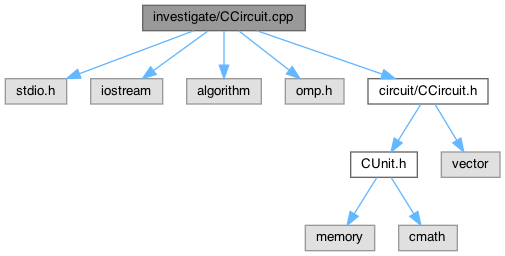 investigate/CCircuit.cpp
stdio.h
iostream
algorithm
omp.h
circuit/CCircuit.h
CUnit.h
vector
memory
cmath